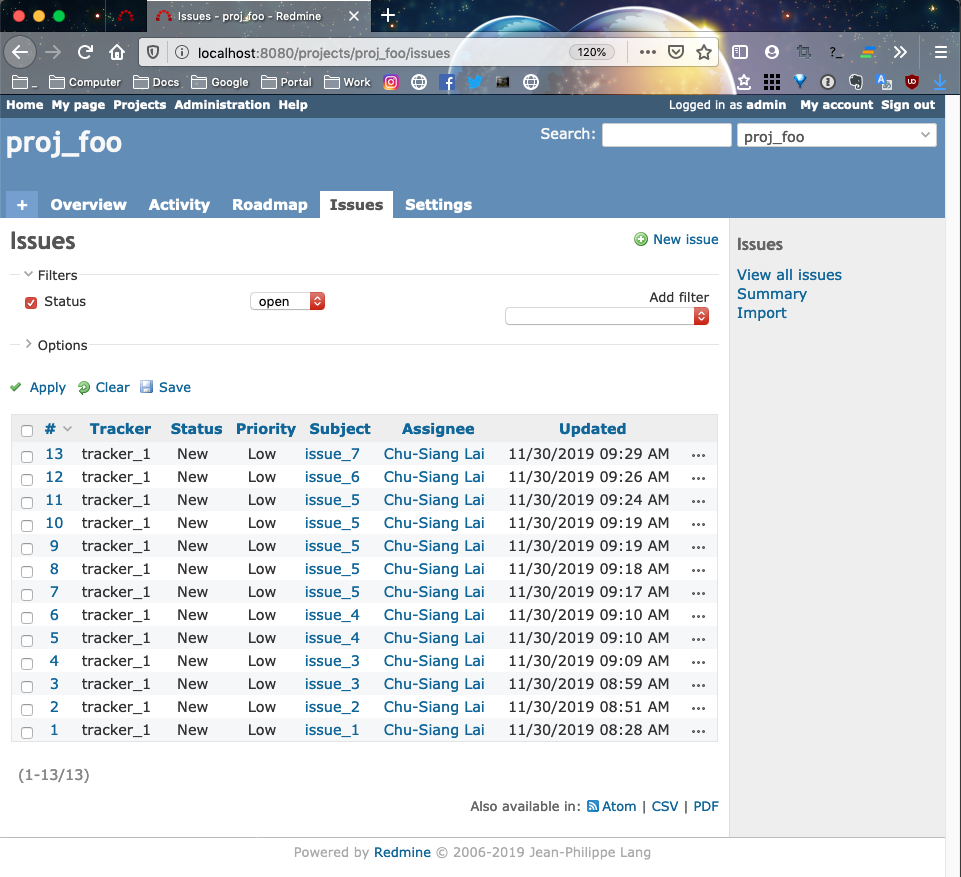 Issues - proj_foo - Redmine
localhost:8080/projects/proj_foo/issues 120%
_ Computer Docs Google Portal Work
Home My page Projects Administration Help Logged in as admin My account Sign out
proj_foo Search: proj_foo
+ Overview Activity Roadmap Issues Settings
Issues New issue Issues
Filters View all issues
Status open Add filter Summary
Import
Options
Apply Clear Save
# Tracker Status Priority Subject Assignee Updated
13 tracker_1 New Low issue_7 Chu-Siang Lai 11/30/2019 09:29 AM ...
12 tracker_1 New Low issue_6 Chu-Siang Lai 11/30/2019 09:26 AM ...
11 tracker_1 New Low issue_5 Chu-Siang Lai 11/30/2019 09:24 AM ...
10 tracker_1 New Low issue_5 Chu-Siang Lai 11/30/2019 09:19 AM ...
9 tracker_1 New Low issue_5 Chu-Siang Lai 11/30/2019 09:19 AM ...
8 tracker_1 New Low issue_5 Chu-Siang Lai 11/30/2019 09:18 AM ...
7 tracker_1 New Low issue_5 Chu-Siang Lai 11/30/2019 09:17 AM ...
6 tracker_1 New Low issue_4 Chu-Siang Lai 11/30/2019 09:10 AM ...
5 tracker_1 New Low issue_4 Chu-Siang Lai 11/30/2019 09:10 AM ...
4 tracker_1 New Low issue_3 Chu-Siang Lai 11/30/2019 09:09 AM ...
3 tracker_1 New Low issue_3 Chu-Siang Lai 11/30/2019 08:59 AM ...
2 tracker_1 New Low issue_2 Chu-Siang Lai 11/30/2019 08:51 AM ...
1 tracker_1 New Low issue_1 Chu-Siang Lai 11/30/2019 08:28 AM ...
(1-13/13)
Also available in: Atom | CSV | PDF
Powered by Redmine © 2006-2019 Jean-Philippe Lang